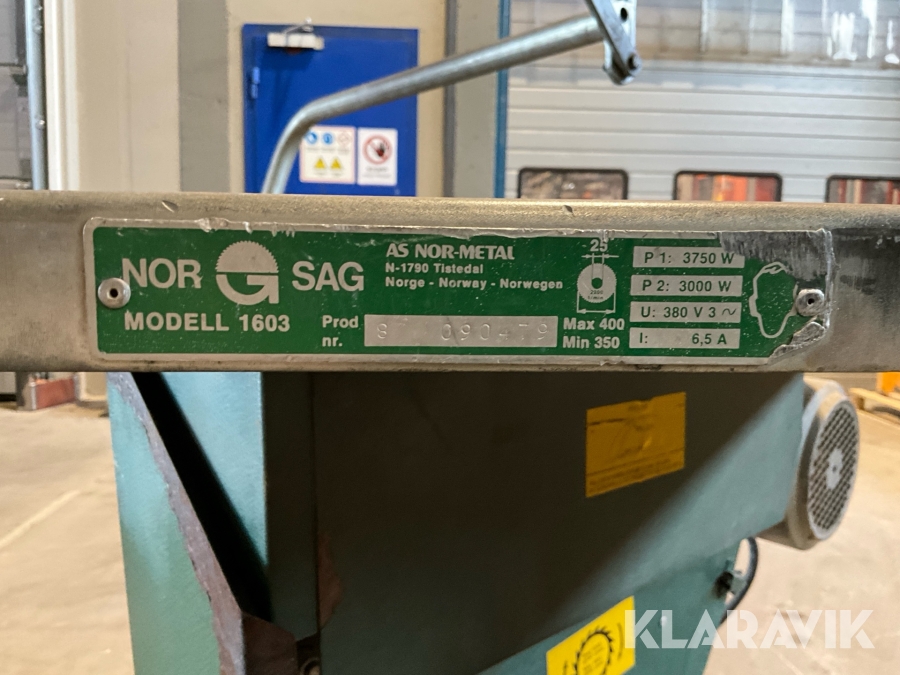 NOR SAG
MODELL 1603
AS NOR-METAL
N-1790 Tistedal
Norge - Norway - Norwegen
Prod nr.
25
Max 400
Min 350
P 1: 3750 W
P 2: 3000 W
U: 380 V 3 ~
I: 6,5 A
KLARAVIK